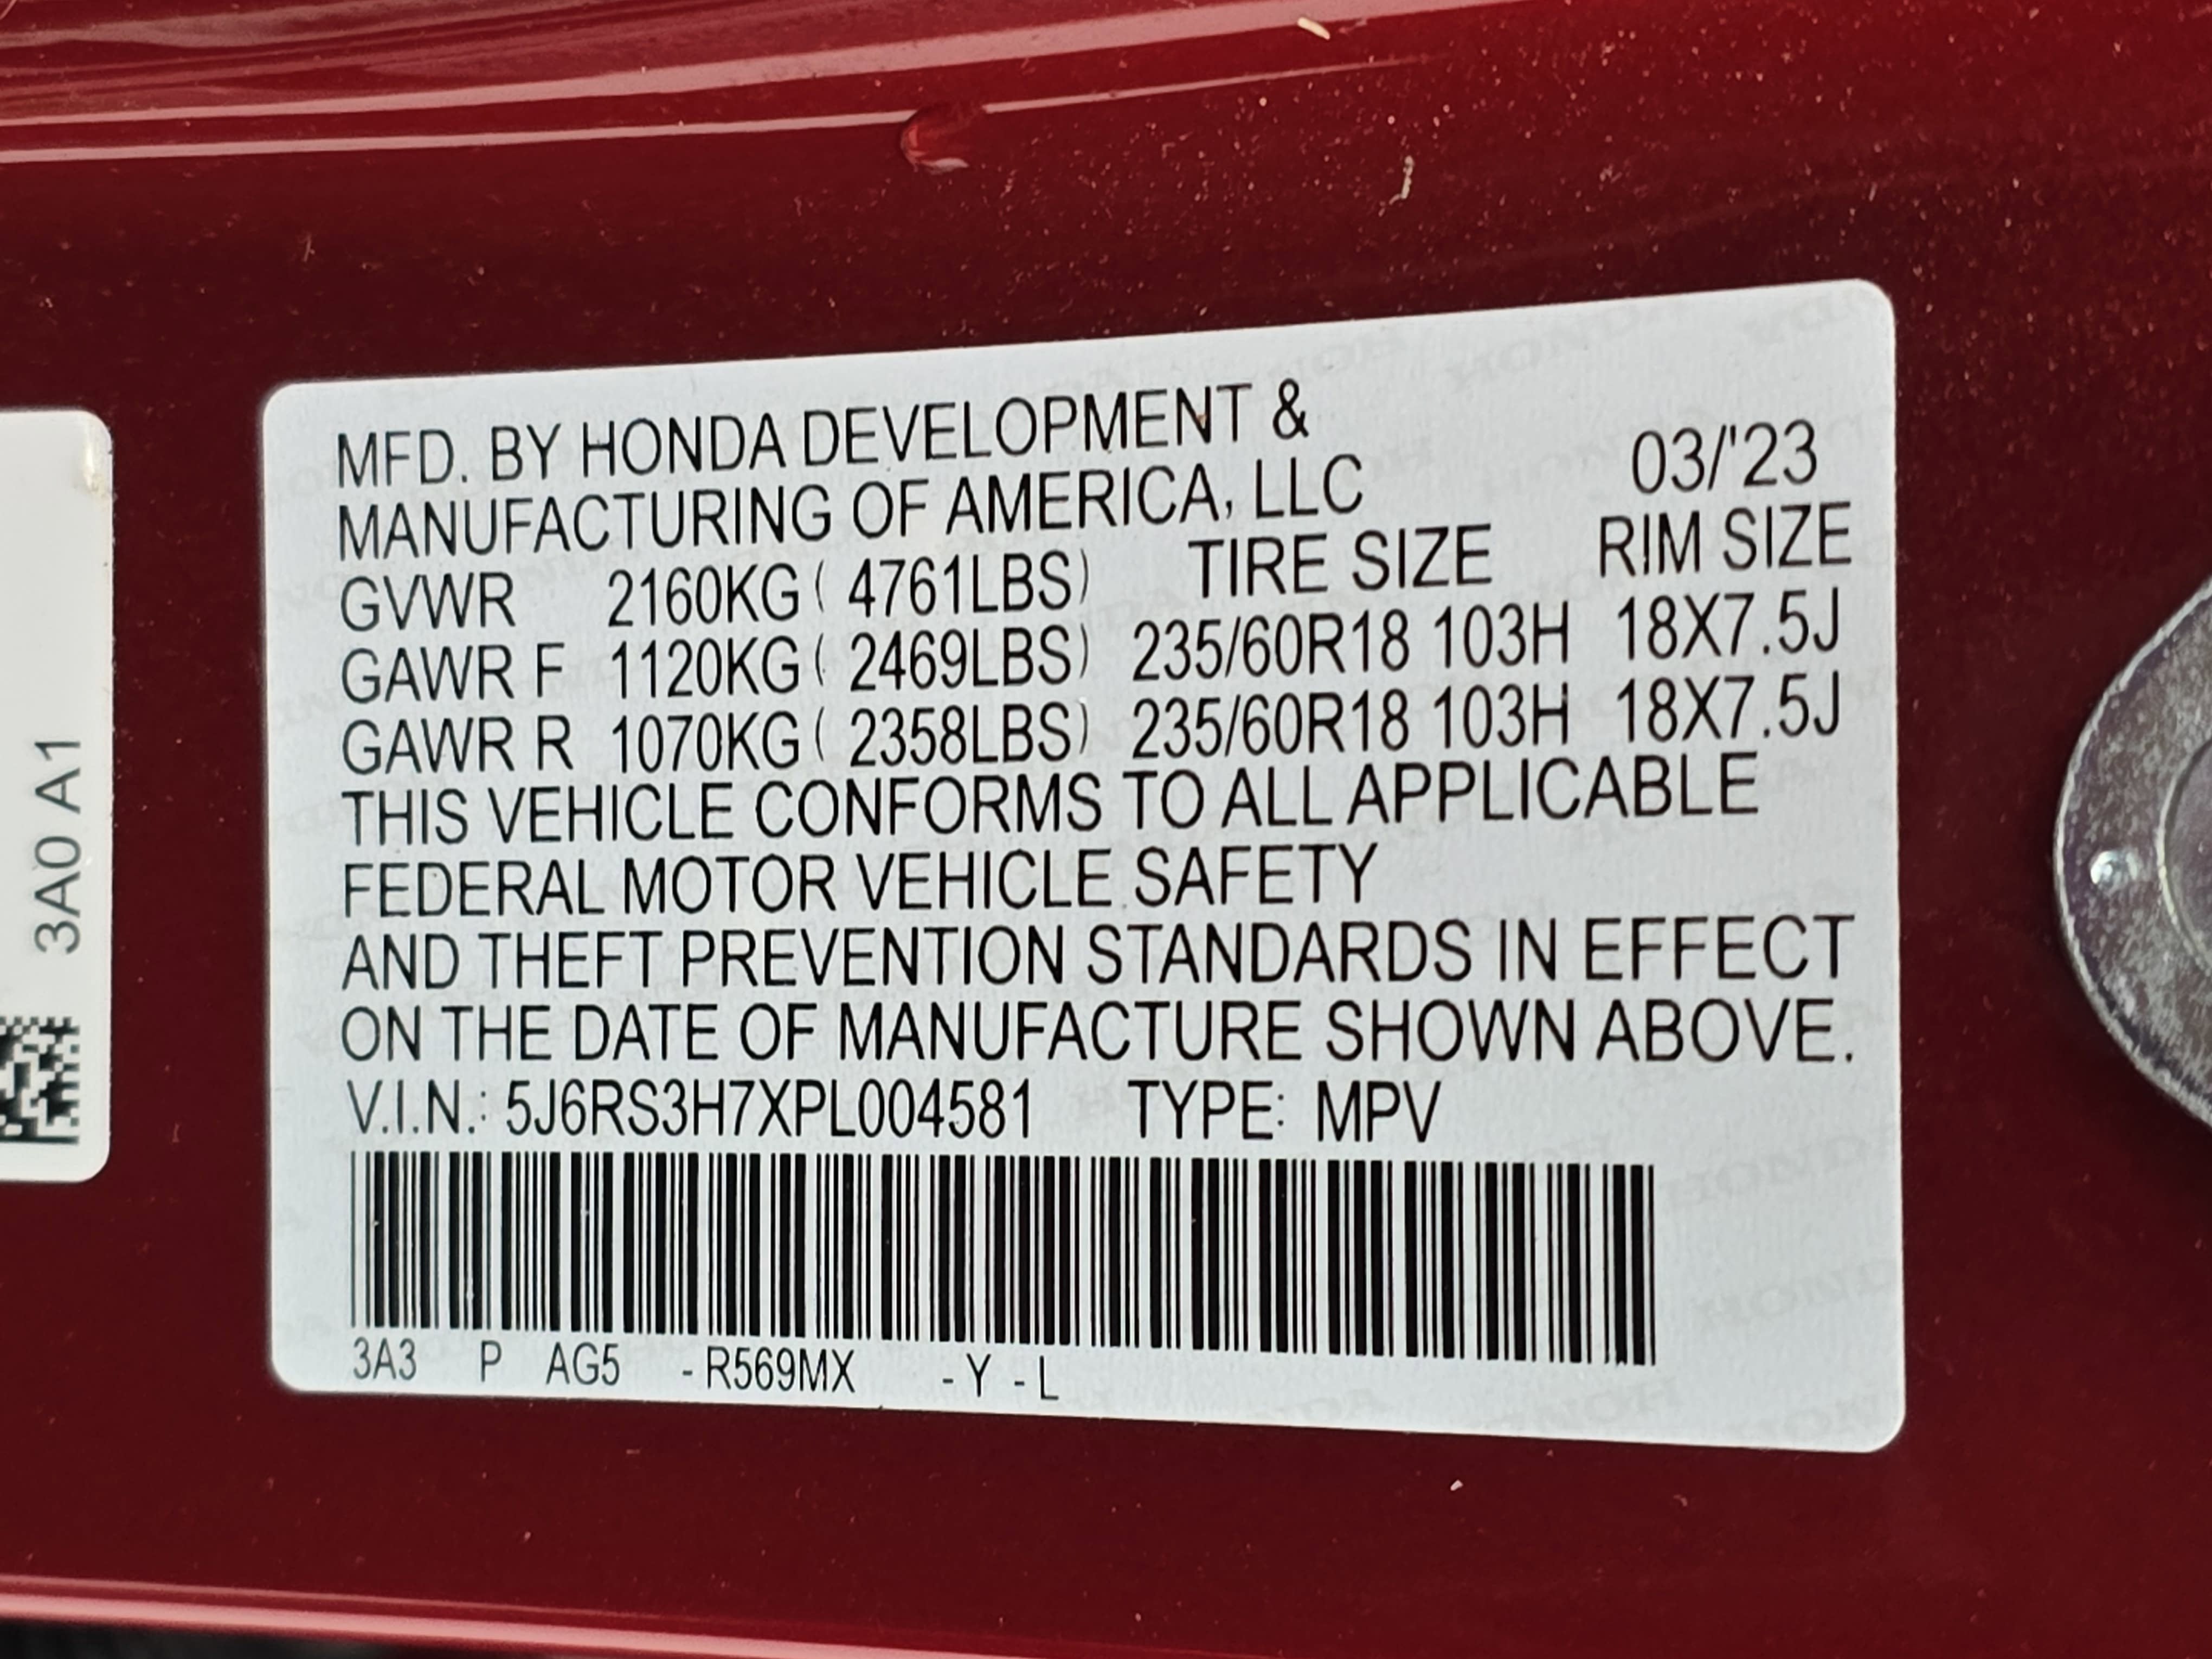 MFD. BY HONDA DEVELOPMENT &
MANUFACTURING OF AMERICA, LLC 03/'23
GVWR 2160KG ( 4761LBS) TIRE SIZE RIM SIZE
GAWR F 1120KG ( 2469LBS) 235/60R18 103H 18X7.5J
GAWR R 1070KG ( 2358LBS) 235/60R18 103H 18X7.5J
THIS VEHICLE CONFORMS TO ALL APPLICABLE
FEDERAL MOTOR VEHICLE SAFETY
AND THEFT PREVENTION STANDARDS IN EFFECT
ON THE DATE OF MANUFACTURE SHOWN ABOVE.
V.I.N.: 5J6RS3H7XPL004581 TYPE: MPV
3A3 P AG5 -R569MX -Y -L
3A0 A1